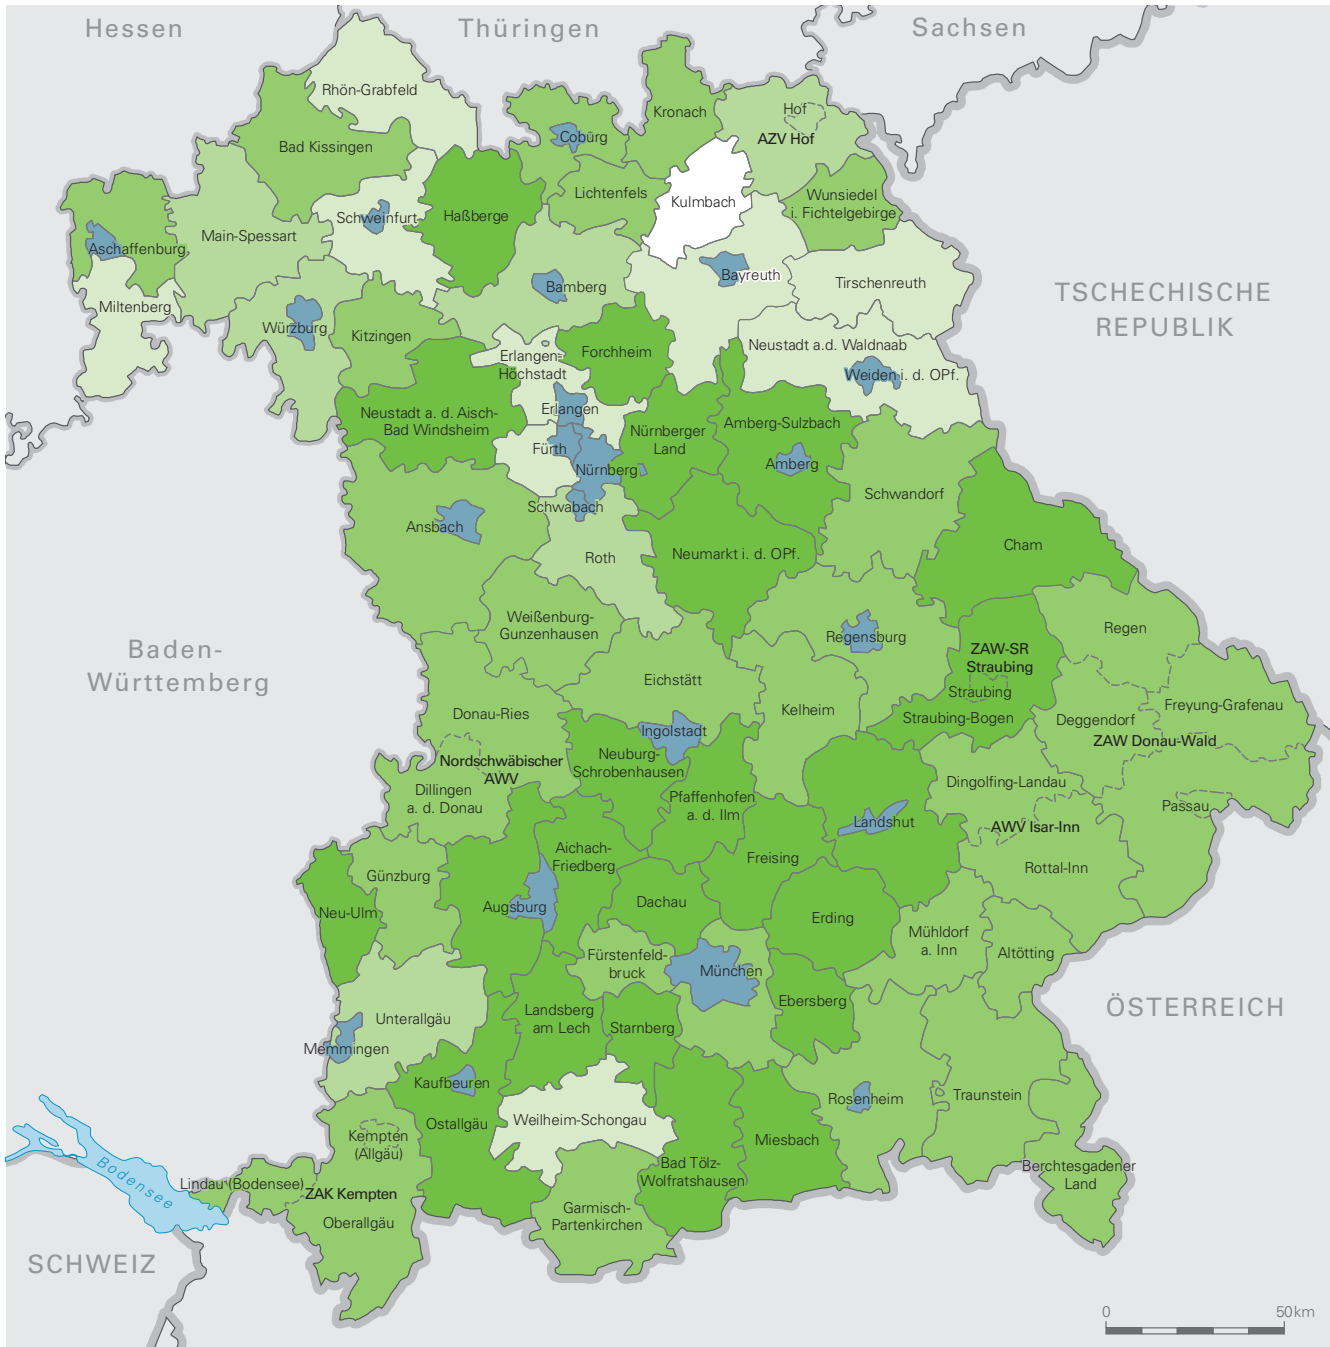 Hessen
Thüringen
Sachsen
Rhön-Grabfeld
Kronach
Hof
AZV Hof
Coburg
Bad Kissingen
Lichtenfels
Kulmbach
Wunsiedel
i. Fichtelgebirge
Schweinfurt
Haßberge
Main-Spessart
Aschaffenburg
Bayreuth
Tirschenreuth
Bamberg
Miltenberg
Würzburg
Kitzingen
TSCHECHISCHE
REPUBLIK
Erlangen-
Höchstadt
Forchheim
Neustadt a.d. Waldnaab
Weiden i. d. OPf.
Neustadt a. d. Aisch-
Bad Windsheim
Erlangen
Nürnberger
Land
Amberg-Sulzbach
Fürth
Nürnberg
Amberg
Schwandorf
Schwabach
Ansbach
Roth
Neumarkt i. d. OPf.
Cham
Weißenburg-
Gunzenhausen
Regensburg
Regen
Baden-
Württemberg
ZAW-SR
Straubing
Straubing
Eichstätt
Kelheim
Straubing-Bogen
Deggendorf
Freyung-Grafenau
ZAW Donau-Wald
Donau-Ries
Ingolstadt
Nordschwäbischer
AWV
Neuburg-
Schrobenhausen
Dillingen
a. d. Donau
Pfaffenhofen
a. d. Ilm
Dingolfing-Landau
Passau
Landshut
AWV Isar-Inn
Aichach-
Friedberg
Freising
Rottal-Inn
Günzburg
Neu-Ulm
Augsburg
Dachau
Erding
Mühldorf
a. Inn
Altötting
Fürstenfeld-
bruck
München
Ebersberg
ÖSTERREICH
Unterallgäu
Landsberg
am Lech
Starnberg
Memmingen
Kaufbeuren
Rosenheim
Traunstein
Ostallgäu
Weilheim-Schongau
Miesbach
Kempten
(Allgäu)
Bad Tölz-
Wolfratshausen
Berchtesgadener
Land
Bodensee
Lindau (Bodensee)
ZAK Kempten
Oberallgäu
Garmisch-
Partenkirchen
SCHWEIZ
0
50 km